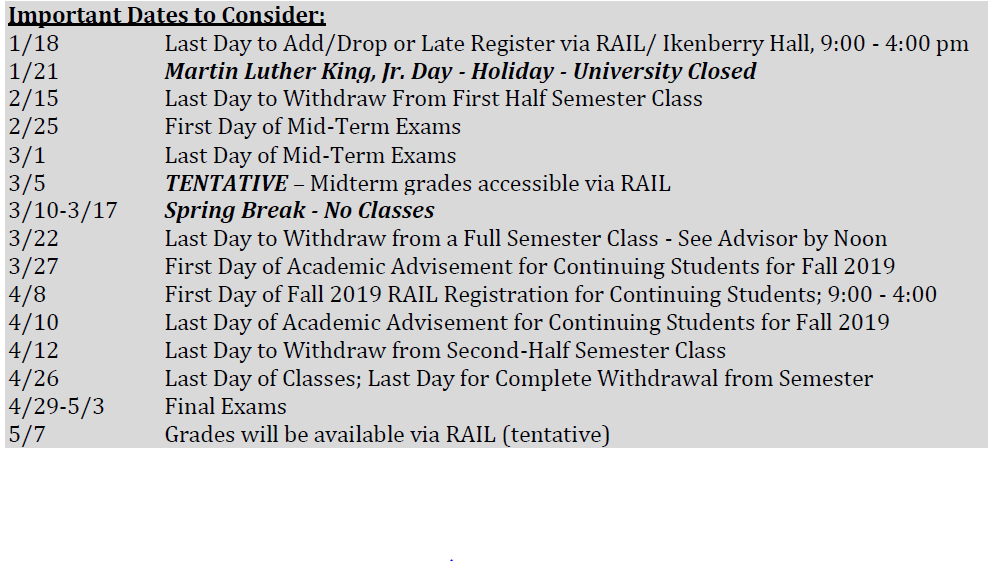 Important Dates to Consider:
1/18 Last Day to Add/Drop or Late Register via RAIL/ Ikenberry Hall, 9:00 - 4:00 pm
1/21 Martin Luther King, Jr. Day - Holiday - University Closed
2/15 Last Day to Withdraw From First Half Semester Class
2/25 First Day of Mid-Term Exams
3/1 Last Day of Mid-Term Exams
3/5 TENTATIVE – Midterm grades accessible via RAIL
3/10-3/17 Spring Break - No Classes
3/22 Last Day to Withdraw from a Full Semester Class - See Advisor by Noon
3/27 First Day of Academic Advisement for Continuing Students for Fall 2019
4/8 First Day of Fall 2019 RAIL Registration for Continuing Students; 9:00 - 4:00
4/10 Last Day of Academic Advisement for Continuing Students for Fall 2019
4/12 Last Day to Withdraw from Second-Half Semester Class
4/26 Last Day of Classes; Last Day for Complete Withdrawal from Semester
4/29-5/3 Final Exams
5/7 Grades will be available via RAIL (tentative)